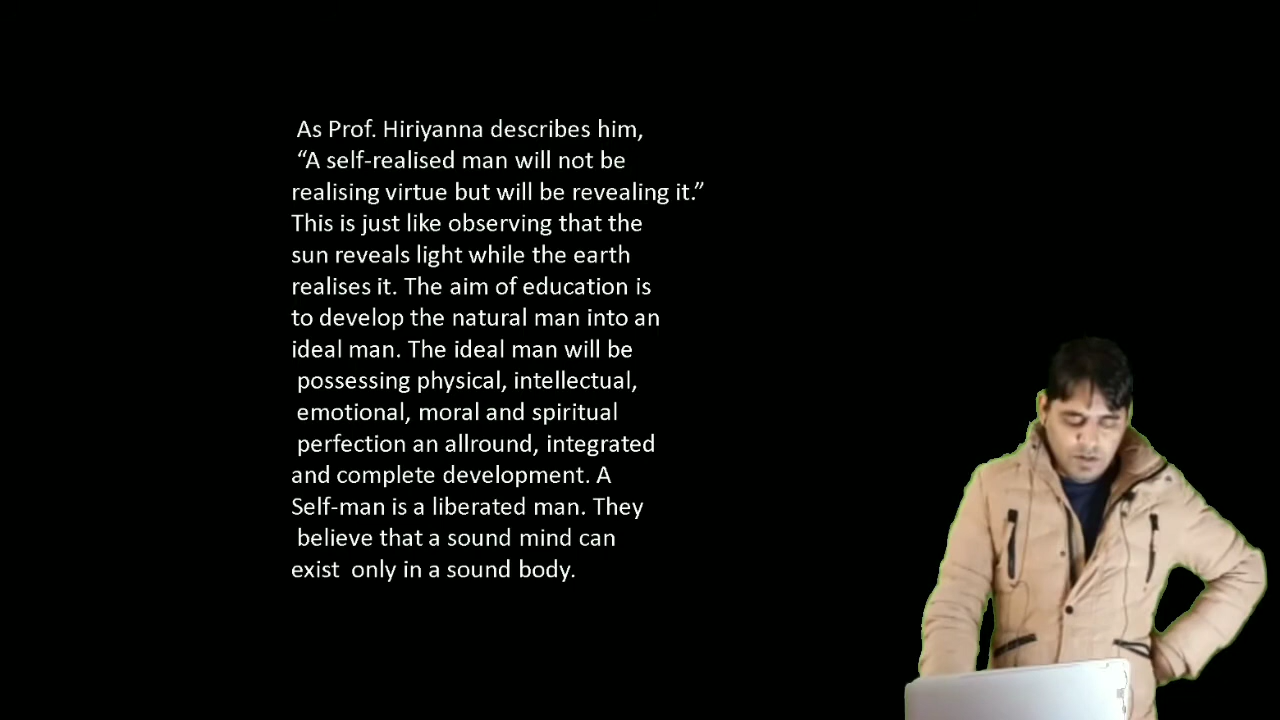 As Prof. Hiriyanna describes him,
“A self-realised man will not be
realising virtue but will be revealing it.”
This is just like observing that the
sun reveals light while the earth
realises it. The aim of education is
to develop the natural man into an
ideal man. The ideal man will be
possessing physical, intellectual,
emotional, moral and spiritual
perfection an allround, integrated
and complete development. A
Self-man is a liberated man. They
believe that a sound mind can
exist  only in a sound body.